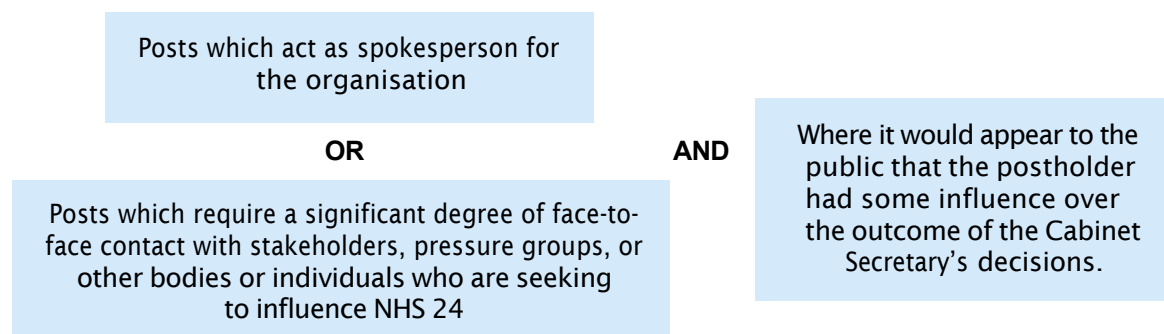 Posts which act as spokesperson for
the organisation
OR
Posts which require a significant degree of face-to-
face contact with stakeholders, pressure groups, or
other bodies or individuals who are seeking
to influence NHS 24
AND
Where it would appear to the
public that the postholder
had some influence over
the outcome of the Cabinet
Secretary’s decisions.